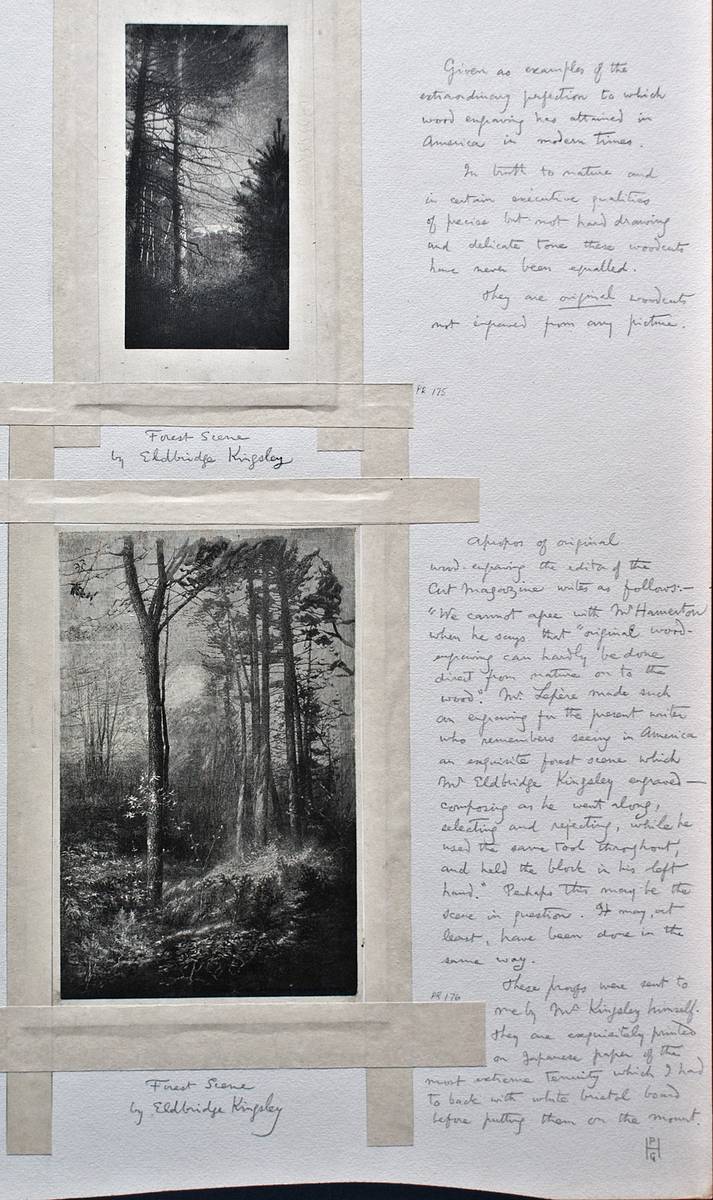 Given as examples of the
extraordinary perfection to which
wood engraving has attained in
America in modern times.
In truth to nature and
in certain executive qualities
of precise but not hard drawing
and delicate tone these woodcuts
have never been equalled.
They are original woodcuts
not engraved from any picture.
PR 175
Forest Scene
by Eldbridge Kingsley
Apropos of original
wood-engraving the editor of the
Art Magazine writes as follows:—
"We cannot agree with Mr Hamerton
when he says that "original wood-
engraving can hardly be done
direct from nature on to the
wood." Mr. Lepère made such
an engraving for the present writer
who remembers seeing in America
an exquisite forest scene which
Mr Eldbridge Kingsley engraved—
composing as he went along,
selecting and rejecting, while he
used the same tool throughout,
and held the block in his left
hand." Perhaps this may be the
scene in question. It may, at
least, have been done in the
same way.
These proofs were sent to
me by Mr Kingsley himself.
They are exquisitely printed
on Japanese paper of the
most extreme tenuity which I had
to back with white bristol board
before putting them on the mount.
PR 176
Forest Scene
by Eldbridge Kingsley
PHG